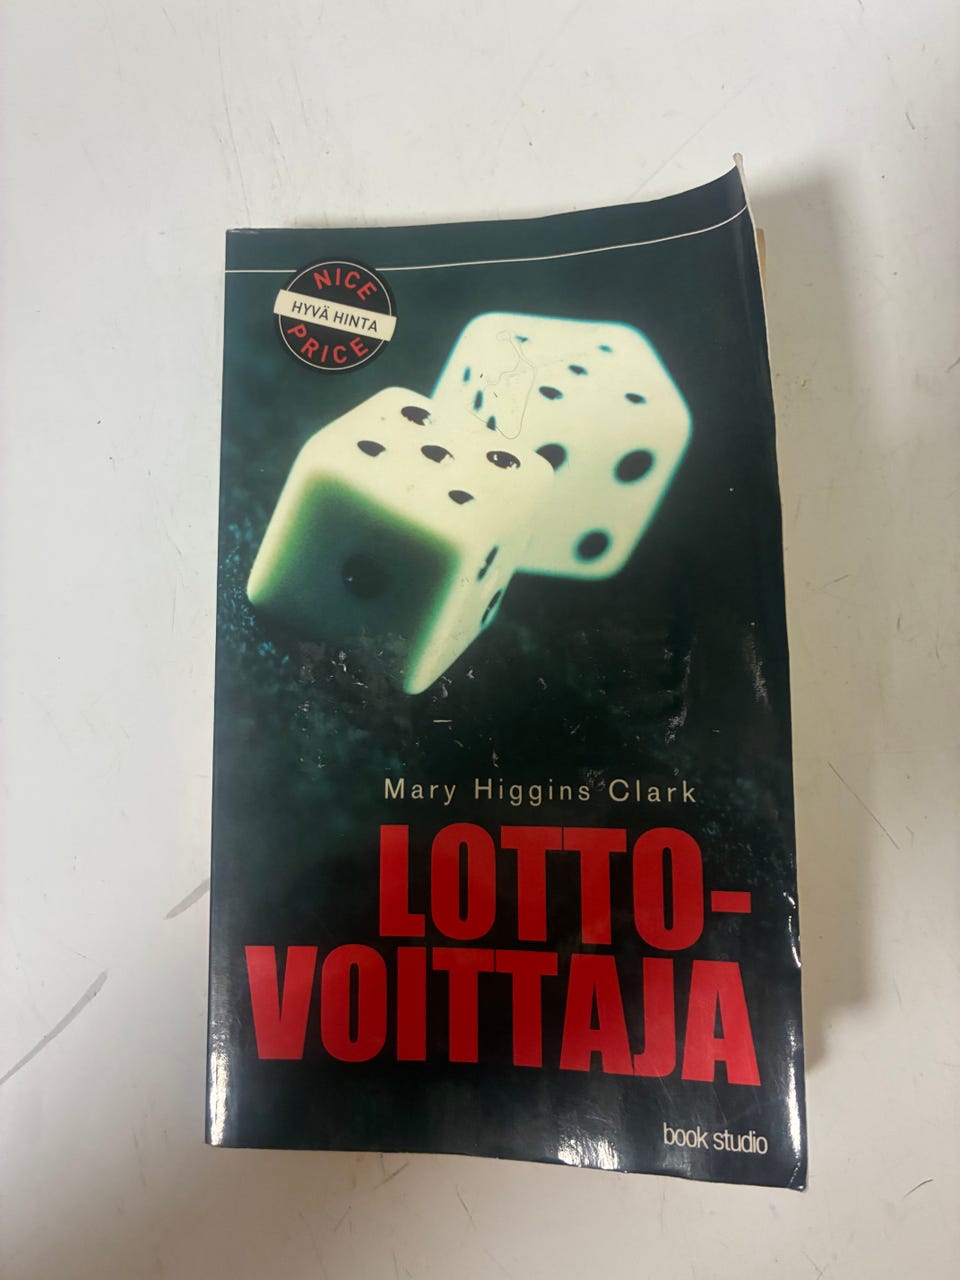 NICE
HYVÄ HINTA
PRICE
Mary Higgins Clark
LOTTO-
VOITTAJA
book studio